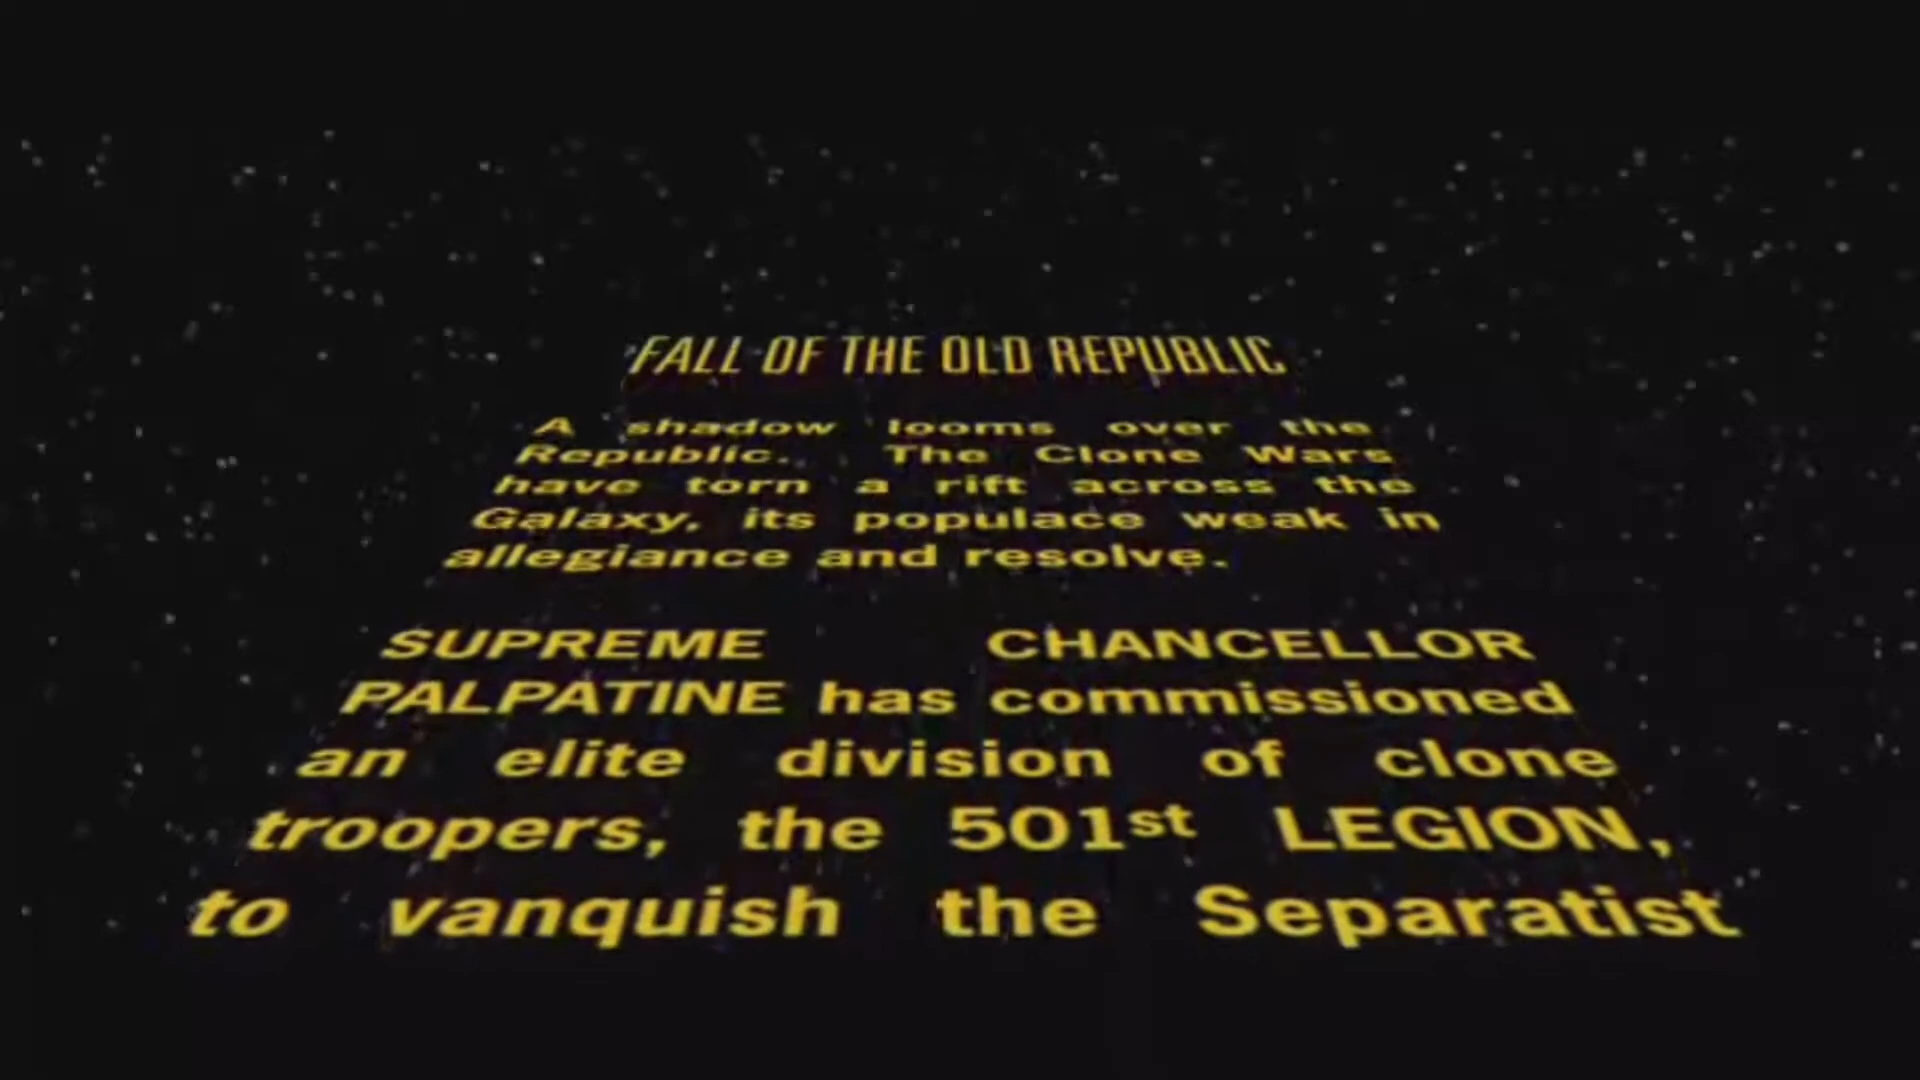 FALL OF THE OLD REPUBLIC
A shadow looms over the
Republic. The Clone Wars
have torn a rift across the
Galaxy, its populace weak in
allegiance and resolve.
SUPREME CHANCELLOR
PALPATINE has commissioned
an elite division of clone
troopers, the 501st LEGION,
to vanquish the Separatist